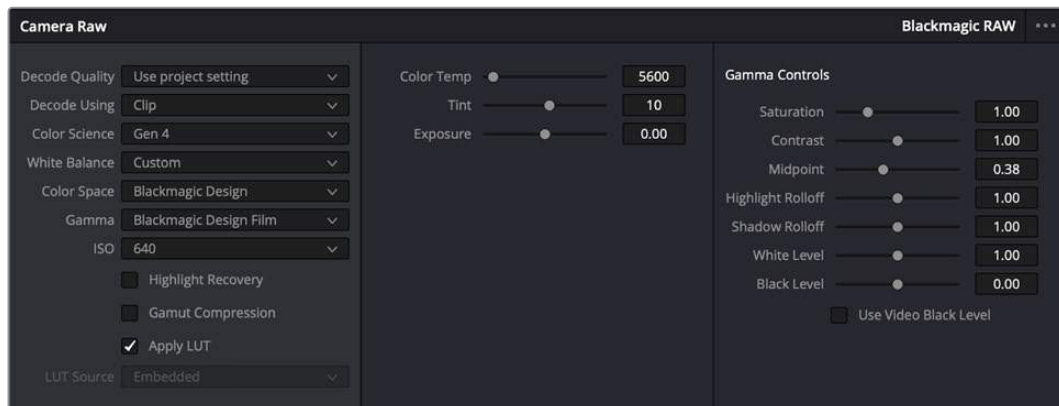 Camera Raw
Blackmagic RAW
Decode Quality Use project setting
Decode Using Clip
Color Science Gen 4
White Balance Custom
Color Space Blackmagic Design
Gamma Blackmagic Design Film
ISO 640
Highlight Recovery
Gamut Compression
Apply LUT
LUT Source Embedded
Color Temp 5600
Tint 10
Exposure 0.00
Gamma Controls
Saturation 1.00
Contrast 1.00
Midpoint 0.38
Highlight Rolloff 1.00
Shadow Rolloff 1.00
White Level 1.00
Black Level 0.00
Use Video Black Level